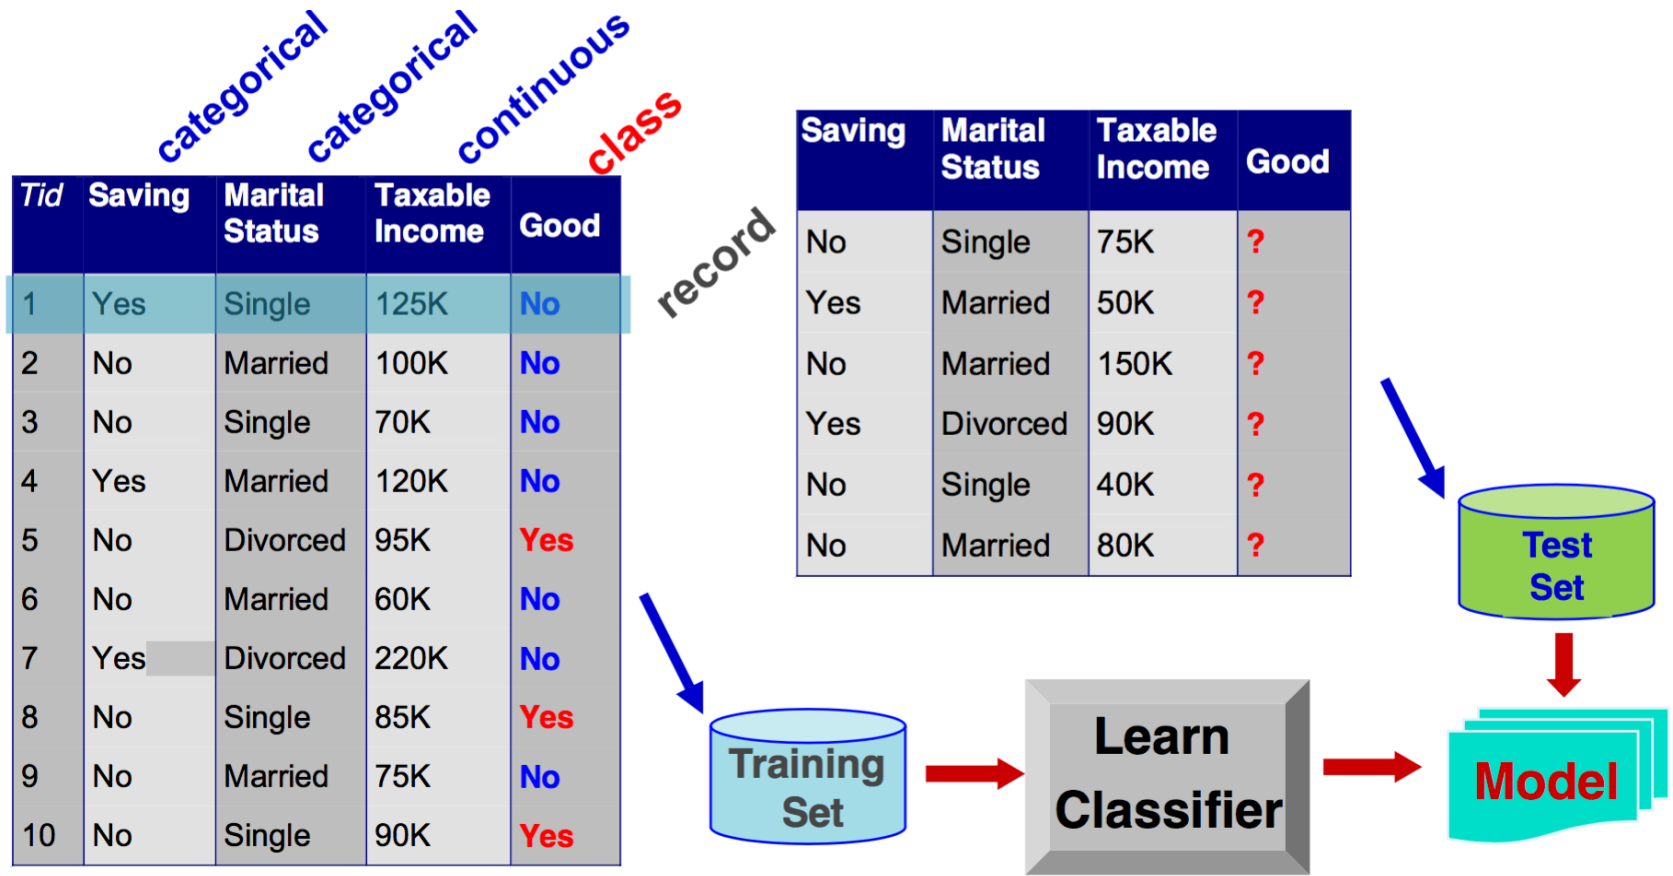 categorical
categorical
continuous
class
Tid Saving Marital Status Taxable Income Good
1 Yes Single 125K No
2 No Married 100K No
3 No Single 70K No
4 Yes Married 120K No
5 No Divorced 95K Yes
6 No Married 60K No
7 Yes Divorced 220K No
8 No Single 85K Yes
9 No Married 75K No
10 No Single 90K Yes
record
Saving Marital Status Taxable Income Good
No Single 75K ?
Yes Married 50K ?
No Married 150K ?
Yes Divorced 90K ?
No Single 40K ?
No Married 80K ?
Test
Set
Training
Set
Learn
Classifier
Model